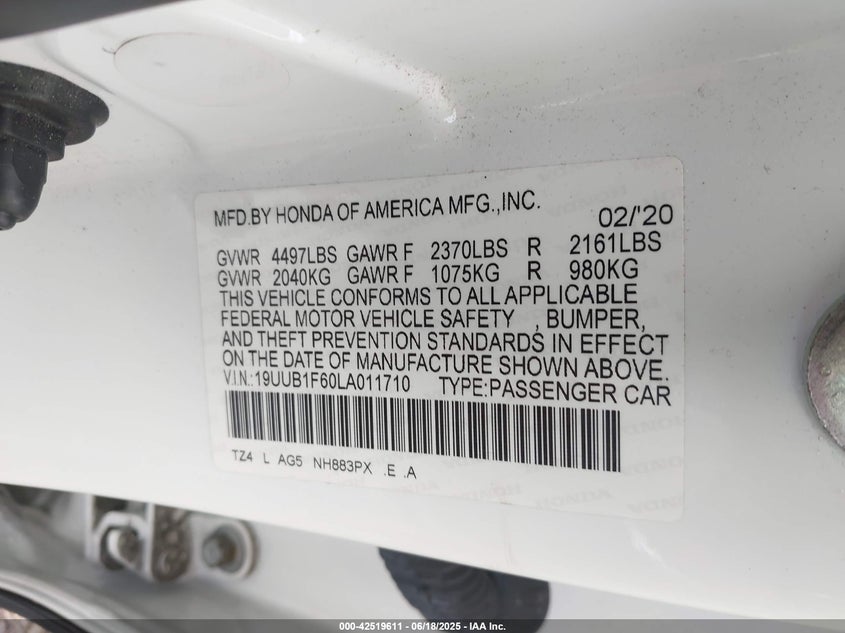 MFD.BY HONDA OF AMERICA MFG.,INC. 02/'20
GVWR 4497LBS GAWR F 2370LBS R 2161LBS
GVWR 2040KG GAWR F 1075KG R 980KG
THIS VEHICLE CONFORMS TO ALL APPLICABLE
FEDERAL MOTOR VEHICLE SAFETY , BUMPER,
AND THEFT PREVENTION STANDARDS IN EFFECT
ON THE DATE OF MANUFACTURE SHOWN ABOVE.
V.I.N.:19UUB1F60LA011710 TYPE:PASSENGER CAR
TZ4 L AG5 NH883PX .E .A
HONDA
000-42519611 - 06/18/2025 - IAA Inc.